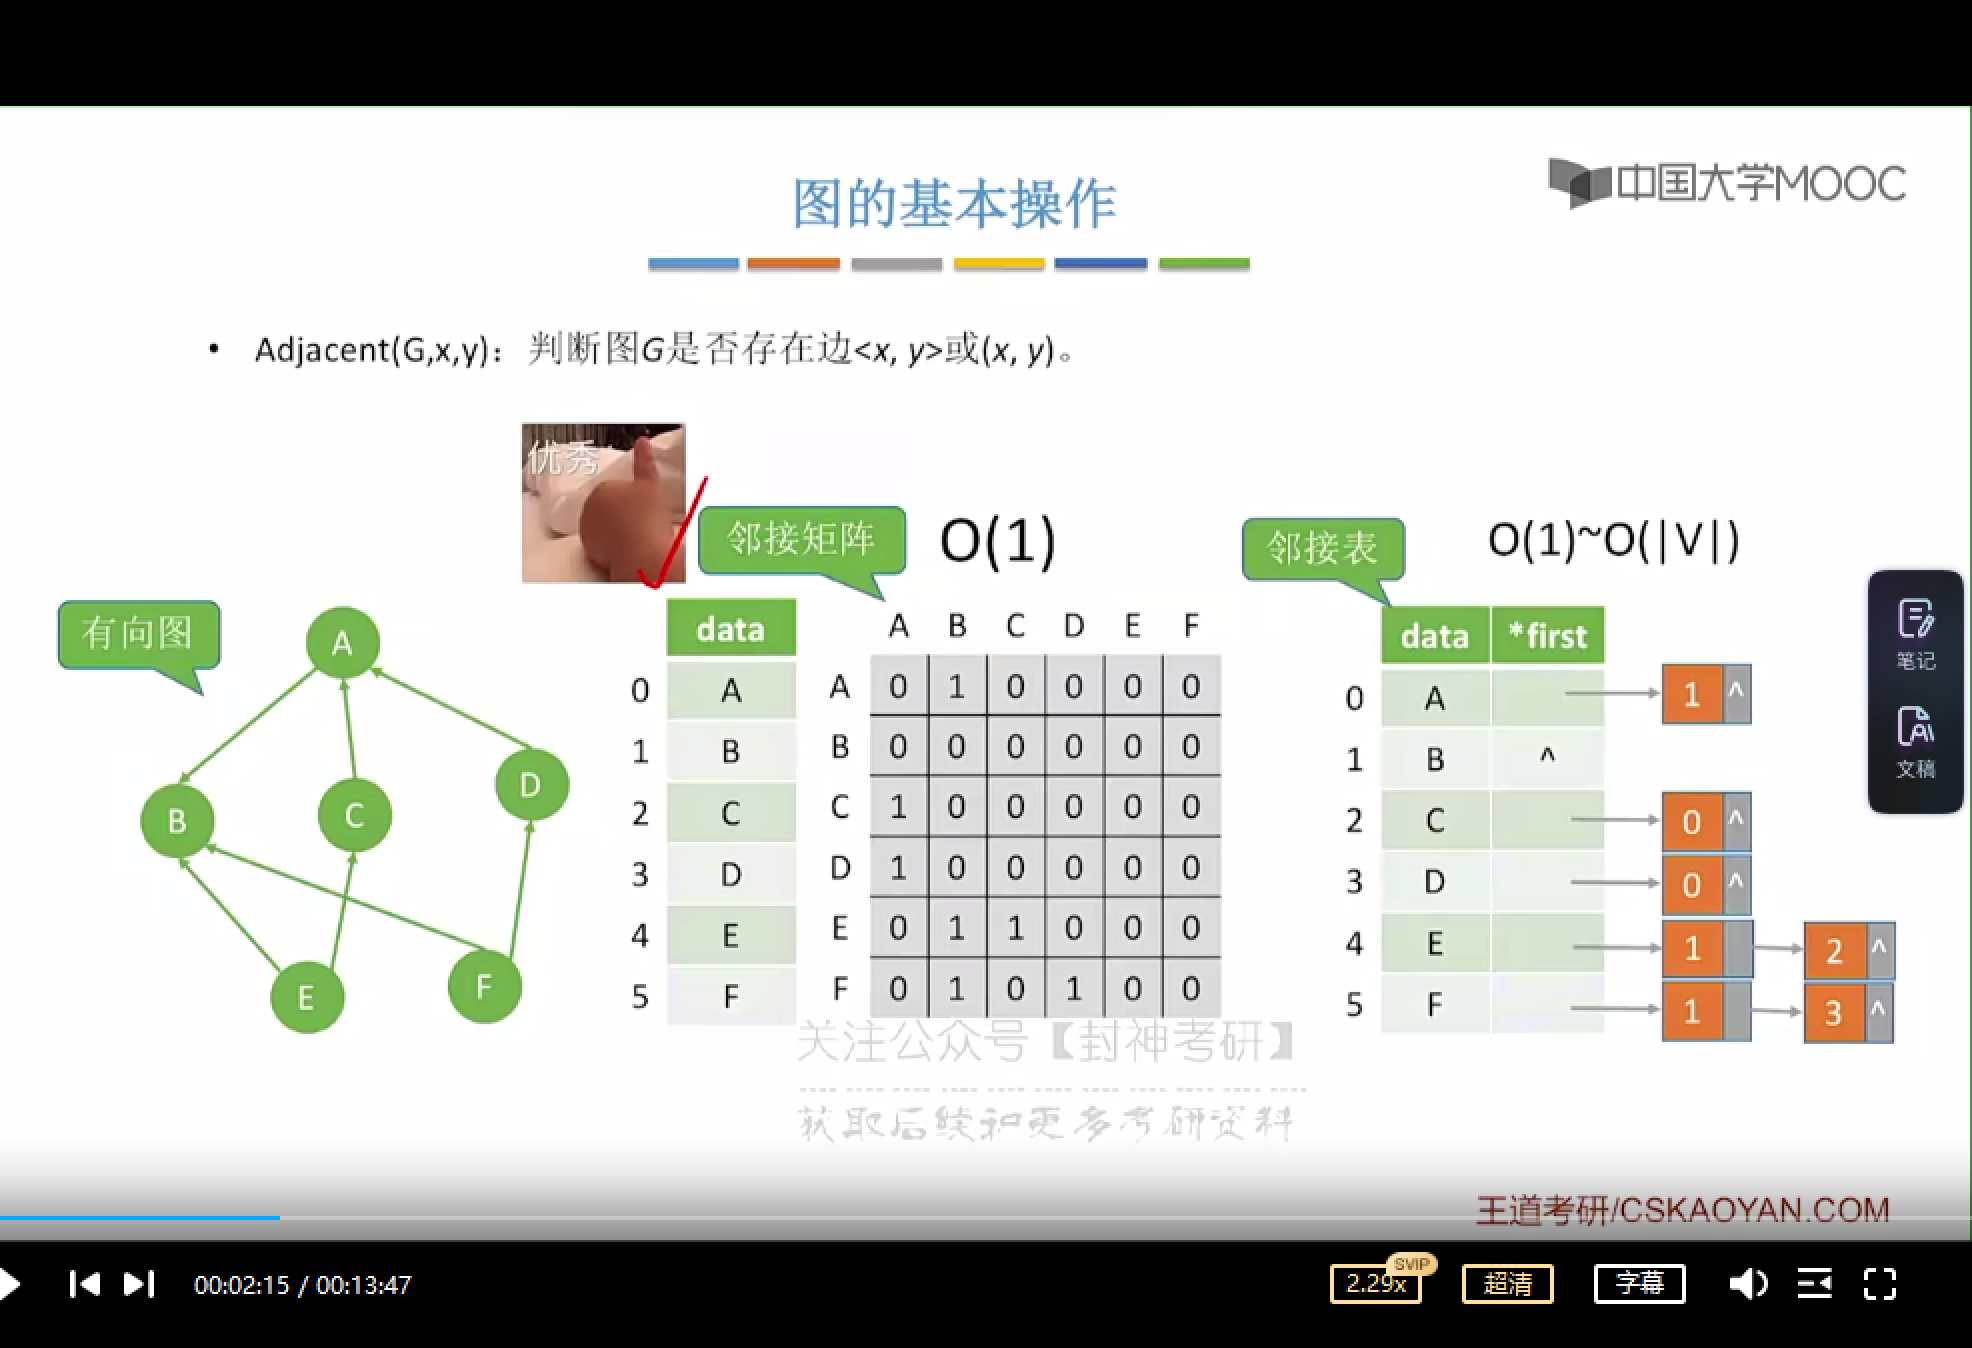 中国大学MOOC
图的基本操作
• Adjacent(G,x,y)：判断图G是否存在边<x, y>或(x, y)。
优秀
邻接矩阵 O(1)
邻接表 O(1)~O(|V|)
有向图
A
B
C
D
E
F
data
0 A
1 B
2 C
3 D
4 E
5 F
A B C D E F
A 0 1 0 0 0 0
B 0 0 0 0 0 0
C 1 0 0 0 0 0
D 1 0 0 0 0 0
E 0 1 1 0 0 0
F 0 1 0 1 0 0
data *first
0 A 1 ^
1 B ^
2 C 0 ^
3 D 0 ^
4 E 1 2 ^
5 F 1 3 ^
笔记
文稿
关注公众号【封神考研】
获取后续和更多考研资料
王道考研/CSKAOYAN.COM
00:02:15 / 00:13:47
2.29x SVIP 超清 字幕